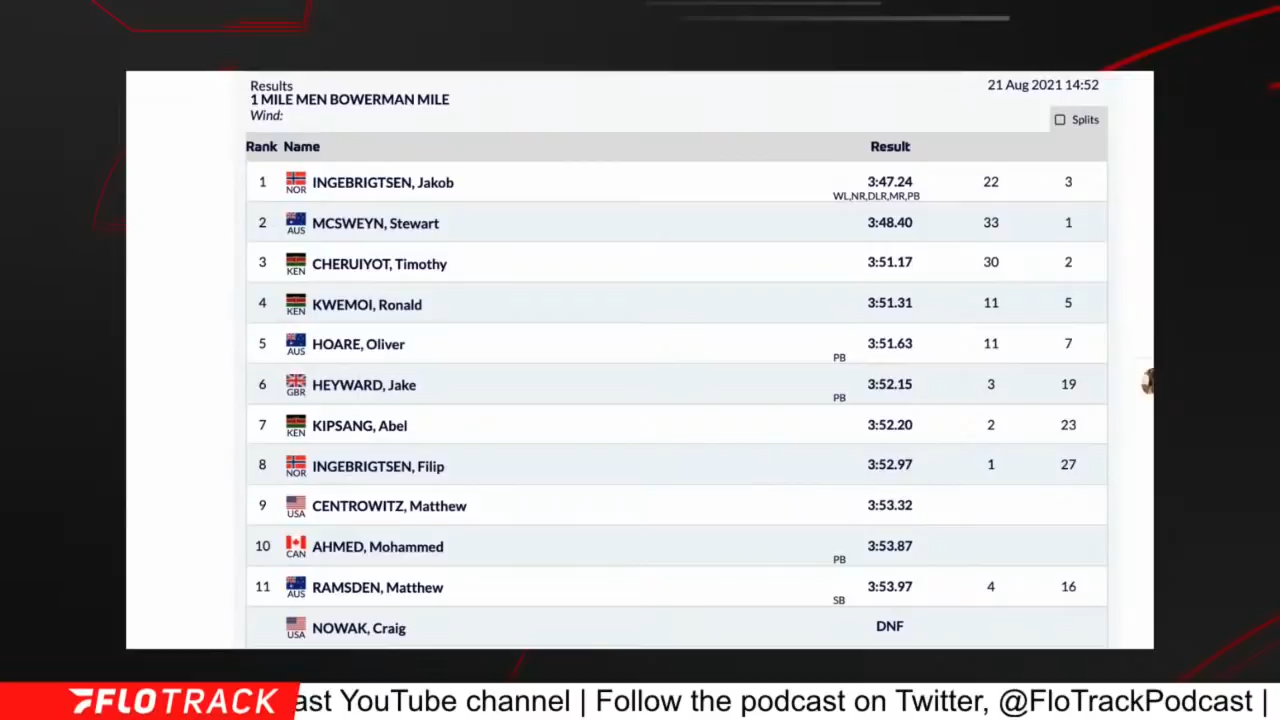 Results
21 Aug 2021 14:52
1 MILE MEN BOWERMAN MILE
Wind:
Splits
Rank Name Result
1 NOR INGEBRIGTSEN, Jakob 3:47.24 22 3
WL,NR,DLR,MR,PB
2 AUS MCSWEYN, Stewart 3:48.40 33 1
3 KEN CHERUIYOT, Timothy 3:51.17 30 2
4 KEN KWEMOI, Ronald 3:51.31 11 5
5 AUS HOARE, Oliver 3:51.63 11 7
PB
6 GBR HEYWARD, Jake 3:52.15 3 19
PB
7 KEN KIPSANG, Abel 3:52.20 2 23
8 NOR INGEBRIGTSEN, Filip 3:52.97 1 27
9 USA CENTROWITZ, Matthew 3:53.32
10 CAN AHMED, Mohammed 3:53.87
PB
11 AUS RAMSDEN, Matthew 3:53.97 4 16
SB
USA NOWAK, Craig DNF
FLOTRACK ast YouTube channel | Follow the podcast on Twitter, @FloTrackPodcast |